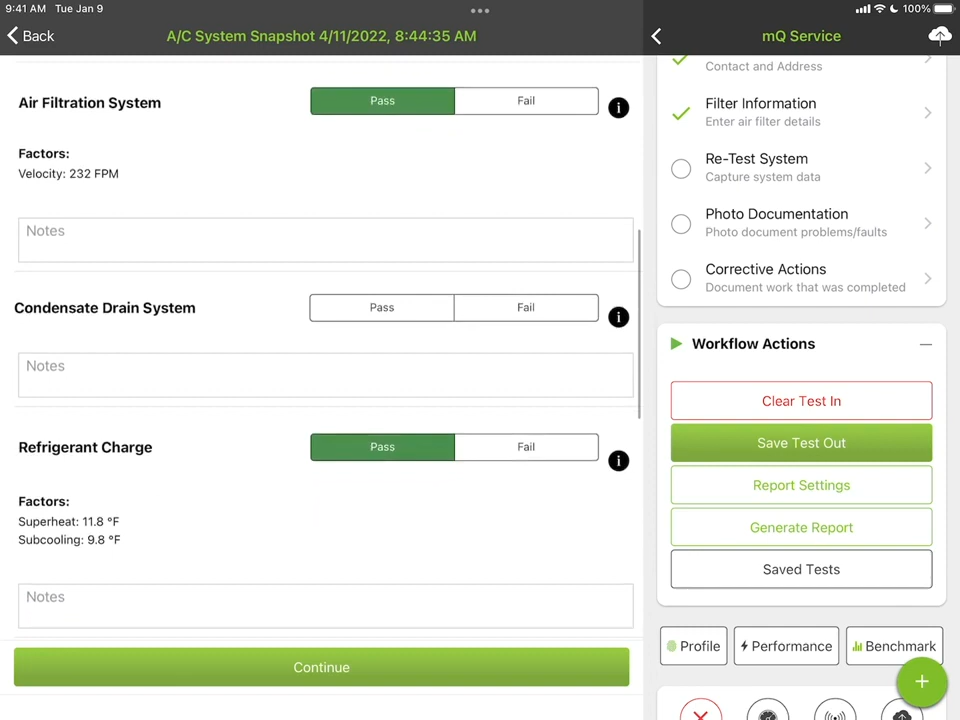 9:41 AM Tue Jan 9
100%
Back
A/C System Snapshot 4/11/2022, 8:44:35 AM
Air Filtration System
Pass
Fail
i
Factors:
Velocity: 232 FPM
Notes
Condensate Drain System
Pass
Fail
i
Notes
Refrigerant Charge
Pass
Fail
i
Factors:
Superheat: 11.8 °F
Subcooling: 9.8 °F
Notes
Continue
mQ Service
Contact and Address
Filter Information
Enter air filter details
Re-Test System
Capture system data
Photo Documentation
Photo document problems/faults
Corrective Actions
Document work that was completed
Workflow Actions
Clear Test In
Save Test Out
Report Settings
Generate Report
Saved Tests
Profile
Performance
Benchmark